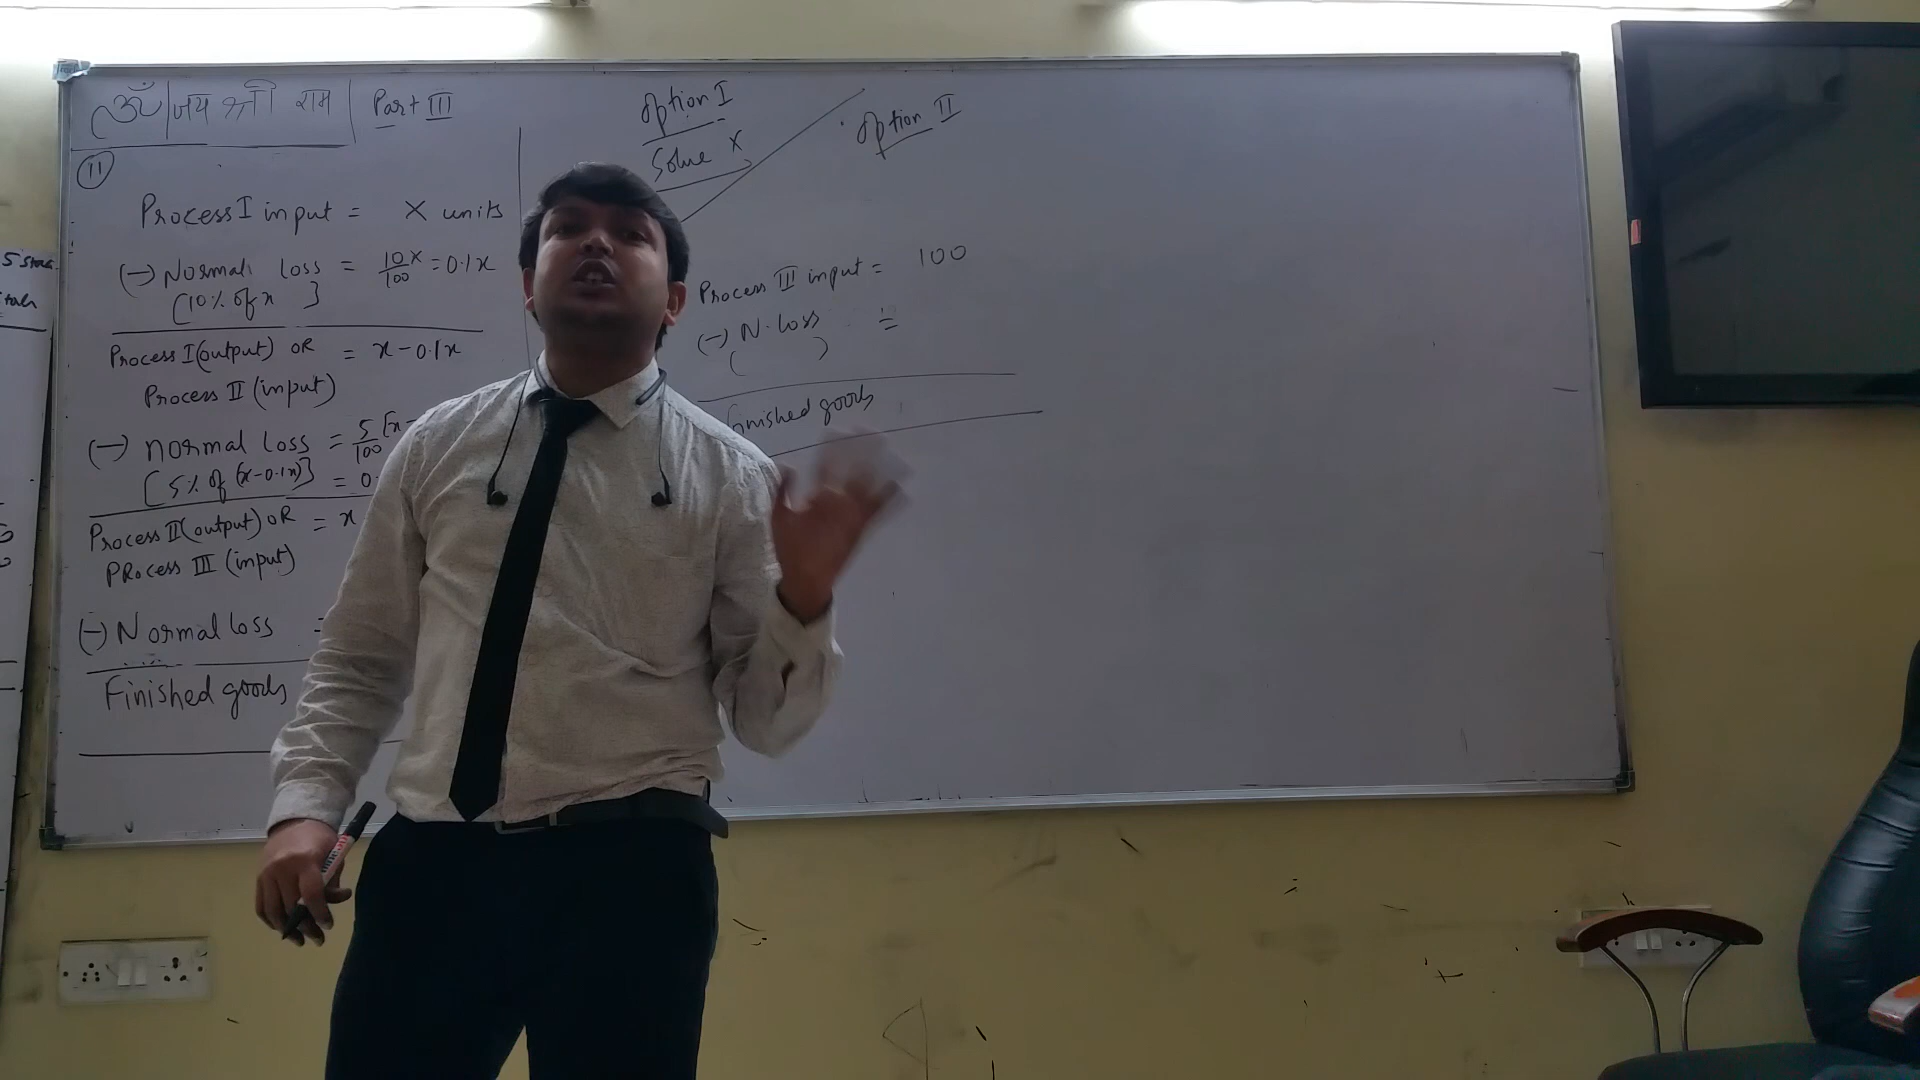 ॐ जय श्री राम Part III
11
Process I input = X units
(-) Normal loss = 10X/100 = 0.1x
[10% of x]
Process I (output) OR = x-0.1x
Process II (input)
(-) Normal loss = 5/100 [x-
[5% of (x-0.1x)] = 0.
Process II (output) OR = x
PRocess III (input)
(-) Normal loss =
Finished goods
Option I
Solve X
Option II
Process III input = 100
(-) N. loss =
( )
finished goods
5